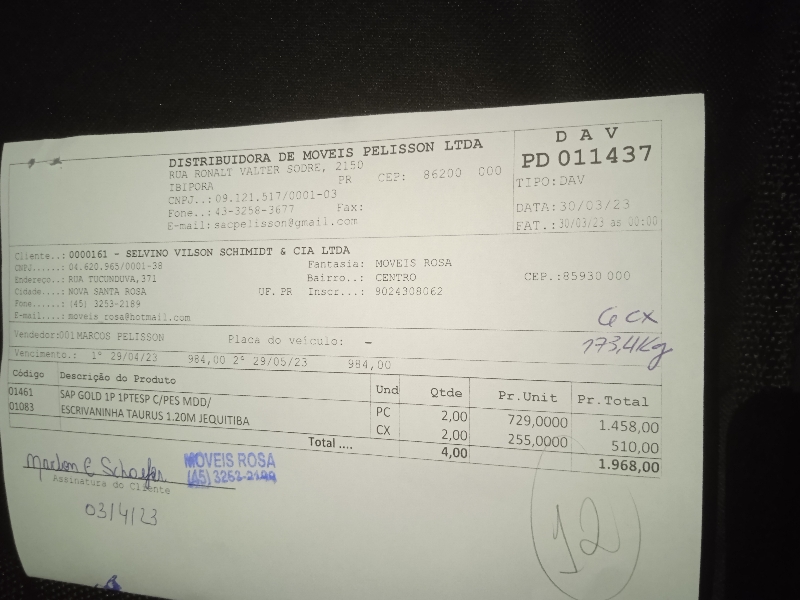 DISTRIBUIDORA DE MOVEIS PELISSON LTDA
RUA RONALT VALTER SODRE, 2150
IBIPORA PR CEP: 86200 000
CNPJ..: 09.121.517/0001-03
Fone..: 43-3258-3677 Fax:
E-mail: sacpelisson@gmail.com
D A V
PD 011437
TIPO: DAV
DATA: 30/03/23
FAT.: 30/03/23 as 00:00
Cliente..: 0000161 - SELVINO VILSON SCHIMIDT & CIA LTDA
CNPJ......: 04.620.965/0001-38 Fantasia: MOVEIS ROSA
Endereço..: RUA TUCUNDUVA,371 Bairro..: CENTRO CEP.: 85930 000
Cidade....: NOVA SANTA ROSA UF. PR Inscr...: 9024308062
Fone......: (45) 3253-2189
E-mail....: moveis_rosa@hotmail.com
6 CX
173,4Kg
Vendedor: 001 MARCOS PELISSON Placa do veículo: -
Vencimento.: 1º 29/04/23 984,00 2º 29/05/23 984,00
Código Descrição do Produto Und Qtde Pr.Unit Pr.Total
01461 SAP GOLD 1P 1PTESP C/PES MDD/ PC 2,00 729,0000 1.458,00
01083 ESCRIVANINHA TAURUS 1.20M JEQUITIBA CX 2,00 255,0000 510,00
Total .... 4,00 1.968,00
Marlon E Schaefer
MOVEIS ROSA
(45) 3253-2189
Assinatura do Cliente
03/4/23
12